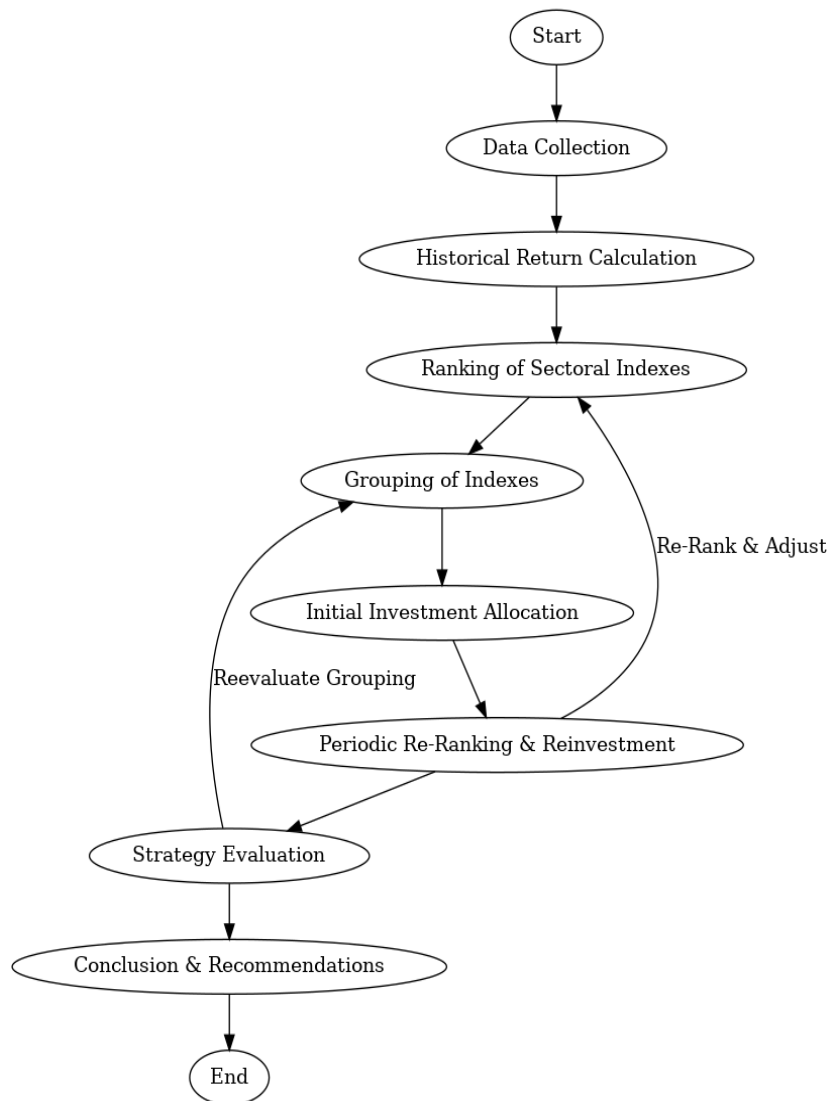 Start
Data Collection
Historical Return Calculation
Ranking of Sectoral Indexes
Grouping of Indexes
Re-Rank & Adjust
Initial Investment Allocation
Reevaluate Grouping
Periodic Re-Ranking & Reinvestment
Strategy Evaluation
Conclusion & Recommendations
End